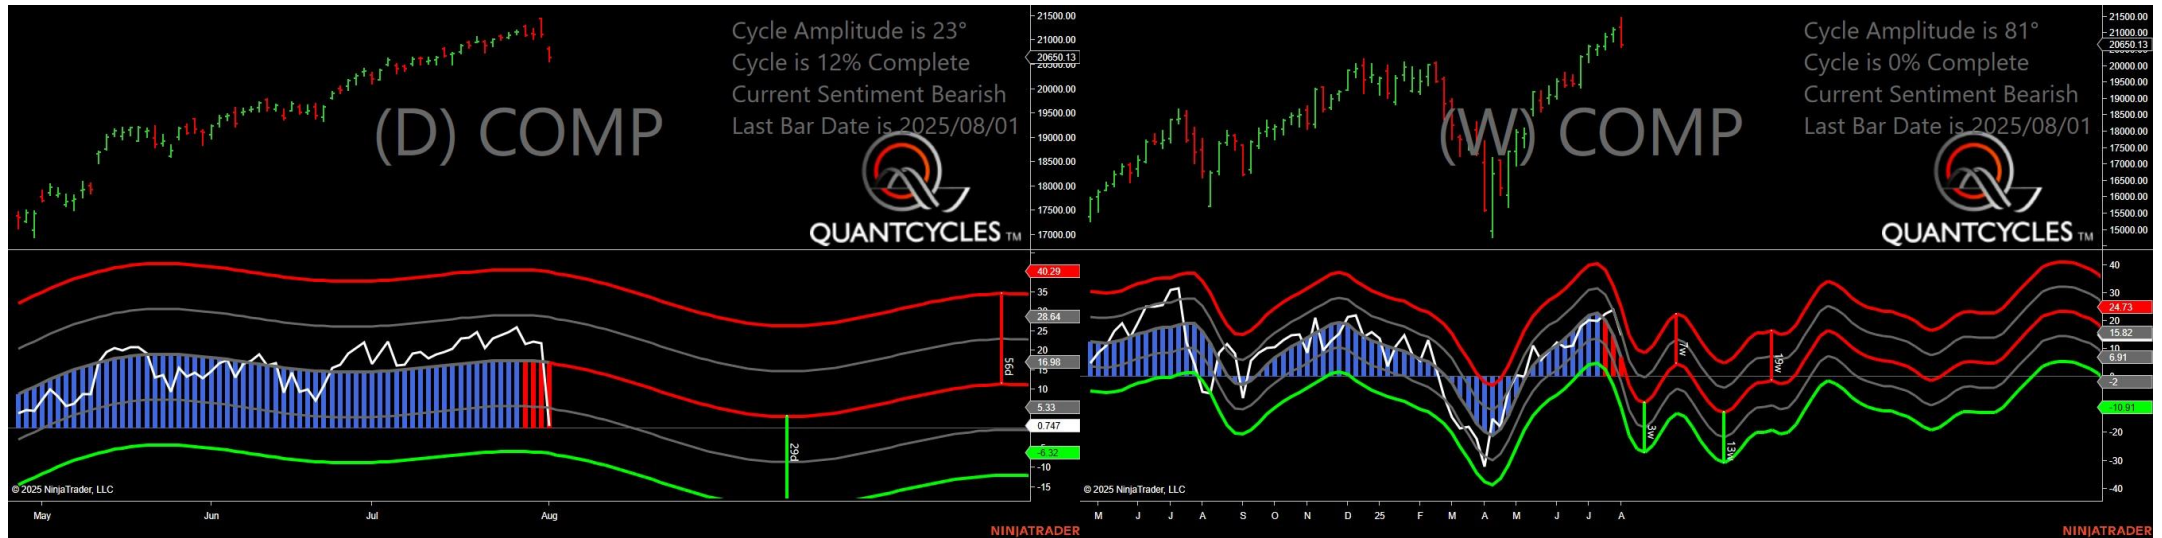 Cycle Amplitude is 23°
Cycle is 12% Complete
Current Sentiment Bearish
Last Bar Date is 2025/08/01
(D) COMP
QUANTCYCLES TM
21500.00
21000.00
20650.13
20500.00
20000.00
19500.00
19000.00
18500.00
18000.00
17500.00
17000.00
40.29
35
28.64
25
20
16.98
15
10
5.33
0.747
-6.32
-10
-15
56d
29d
© 2025 NinjaTrader, LLC
May Jun Jul Aug
NINJATRADER
Cycle Amplitude is 81°
Cycle is 0% Complete
Current Sentiment Bearish
Last Bar Date is 2025/08/01
(W) COMP
QUANTCYCLES TM
21500.00
21000.00
20650.13
20000.00
19500.00
19000.00
18500.00
18000.00
17500.00
17000.00
16500.00
16000.00
15500.00
15000.00
40
30
24.73
20
15.82
10
6.91
-2
-10.91
-20
-30
-40
7w
19w
3w
13w
© 2025 NinjaTrader, LLC
M J J A S O N D 25 F M A M J J A
NINJATRADER